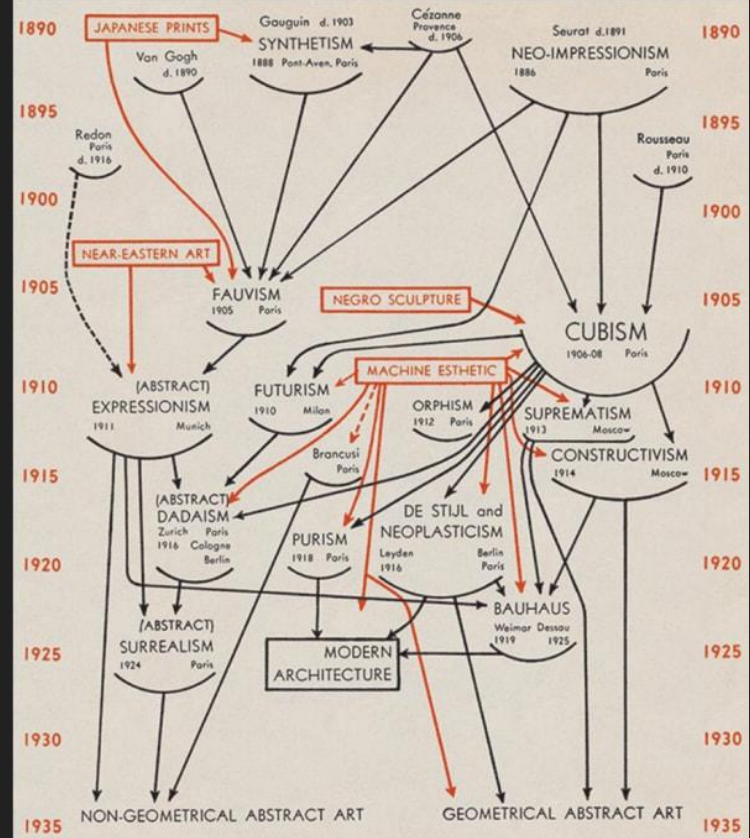 1890
JAPANESE PRINTS
Gauguin d. 1903
SYNTHETISM
1888 Pont-Aven, Paris
Cézanne
Provence
d. 1906
Seurat d.1891
NEO-IMPRESSIONISM
1886 Paris
1890
Van Gogh
d. 1890
1895
1895
Redon
Paris
d. 1916
Rousseau
Paris
d. 1910
1900
1900
NEAR-EASTERN ART
1905
FAUVISM
1905 Paris
NEGRO SCULPTURE
1905
CUBISM
1906-08 Paris
1910
(ABSTRACT)
EXPRESSIONISM
1911 Munich
FUTURISM
1910 Milan
MACHINE ESTHETIC
ORPHISM
1912 Paris
SUPREMATISM
1913 Moscow
1910
Brancusi
Paris
CONSTRUCTIVISM
1914 Moscow
1915
1915
(ABSTRACT)
DADAISM
Zurich Paris
1916 Cologne
Berlin
PURISM
1918 Paris
DE STIJL and
NEOPLASTICISM
Leyden Berlin
1916 Paris
1920
1920
BAUHAUS
Weimar Dessau
1919 1925
(ABSTRACT)
SURREALISM
1924 Paris
1925
MODERN
ARCHITECTURE
1925
1930
1930
NON-GEOMETRICAL ABSTRACT ART
GEOMETRICAL ABSTRACT ART
1935
1935